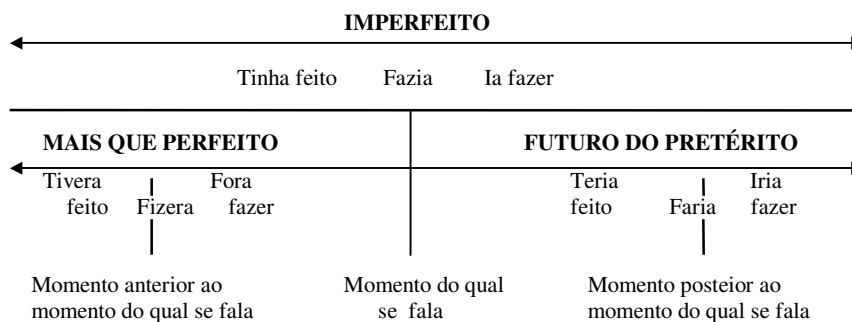 IMPERFEITO
Tinha feito Fazia Ia fazer
MAIS QUE PERFEITO FUTURO DO PRETÉRITO
Tivera Fora Teria Iria
feito Fizera fazer feito Faria fazer
Momento anterior ao Momento do qual Momento posteior ao
momento do qual se fala se fala momento do qual se fala